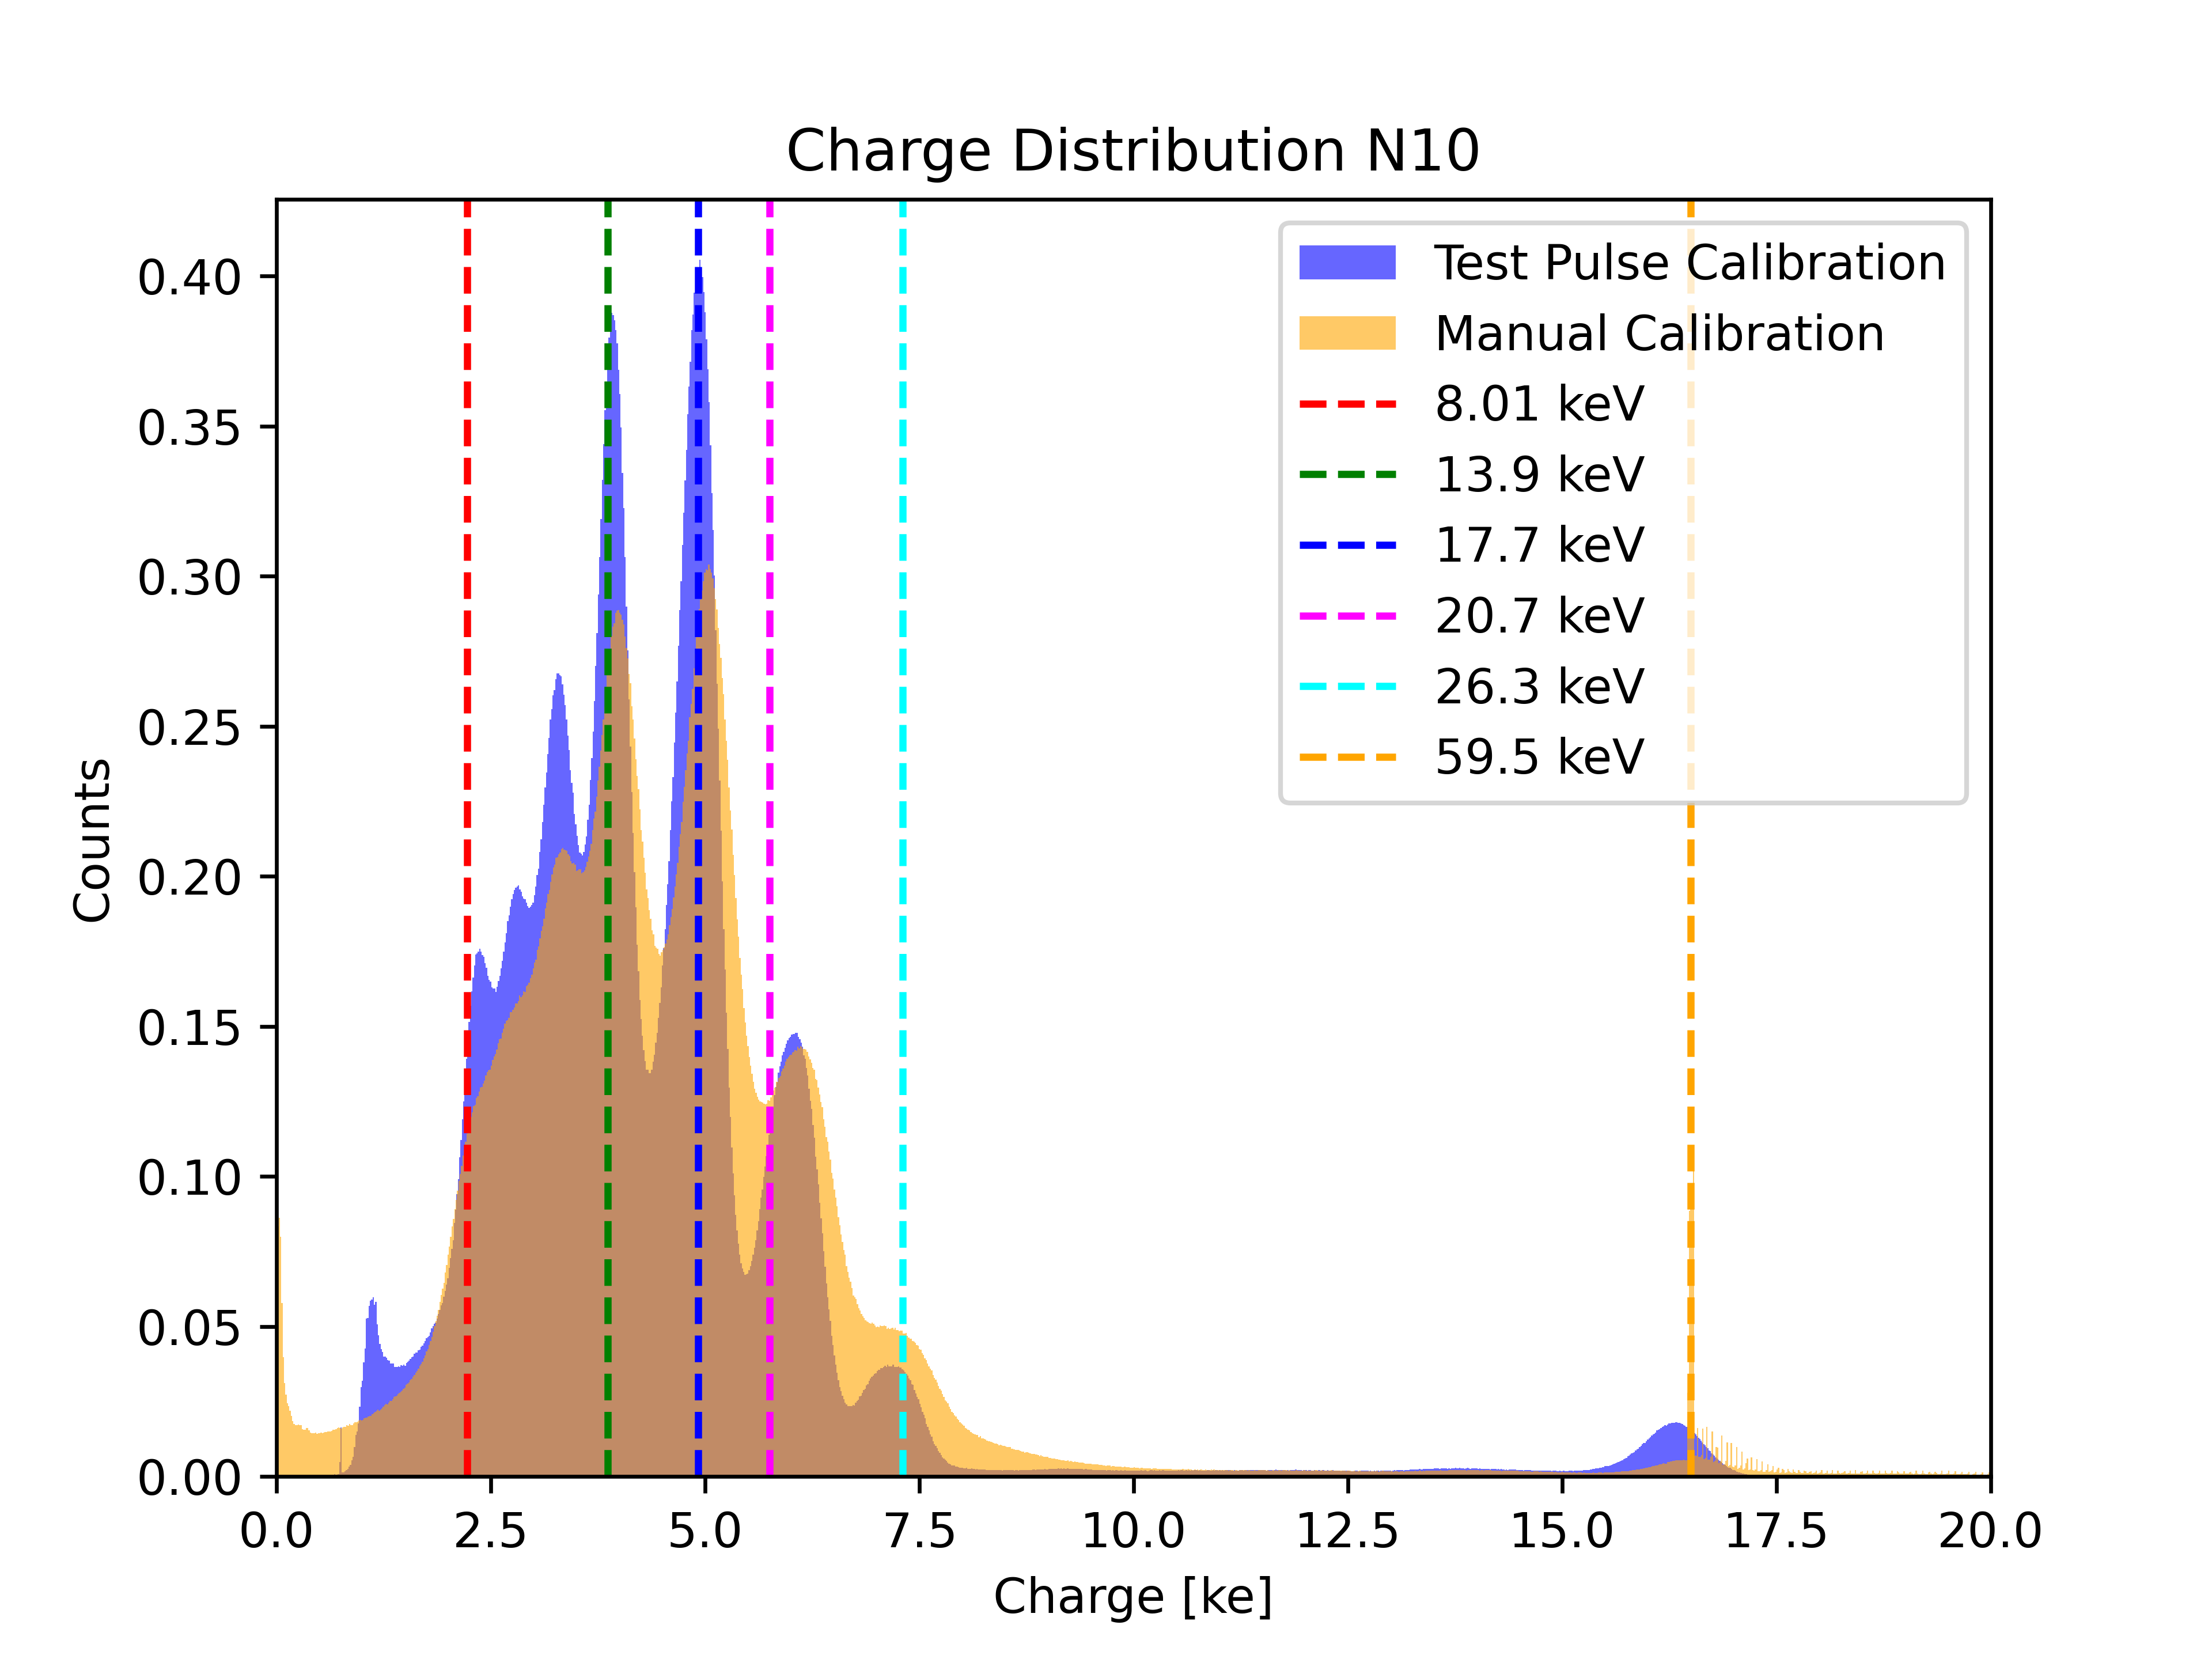 Charge Distribution N10
Counts
0.40
0.35
0.30
0.25
0.20
0.15
0.10
0.05
0.00
Test Pulse Calibration
Manual Calibration
8.01 keV
13.9 keV
17.7 keV
20.7 keV
26.3 keV
59.5 keV
0.0 2.5 5.0 7.5 10.0 12.5 15.0 17.5 20.0
Charge [ke]